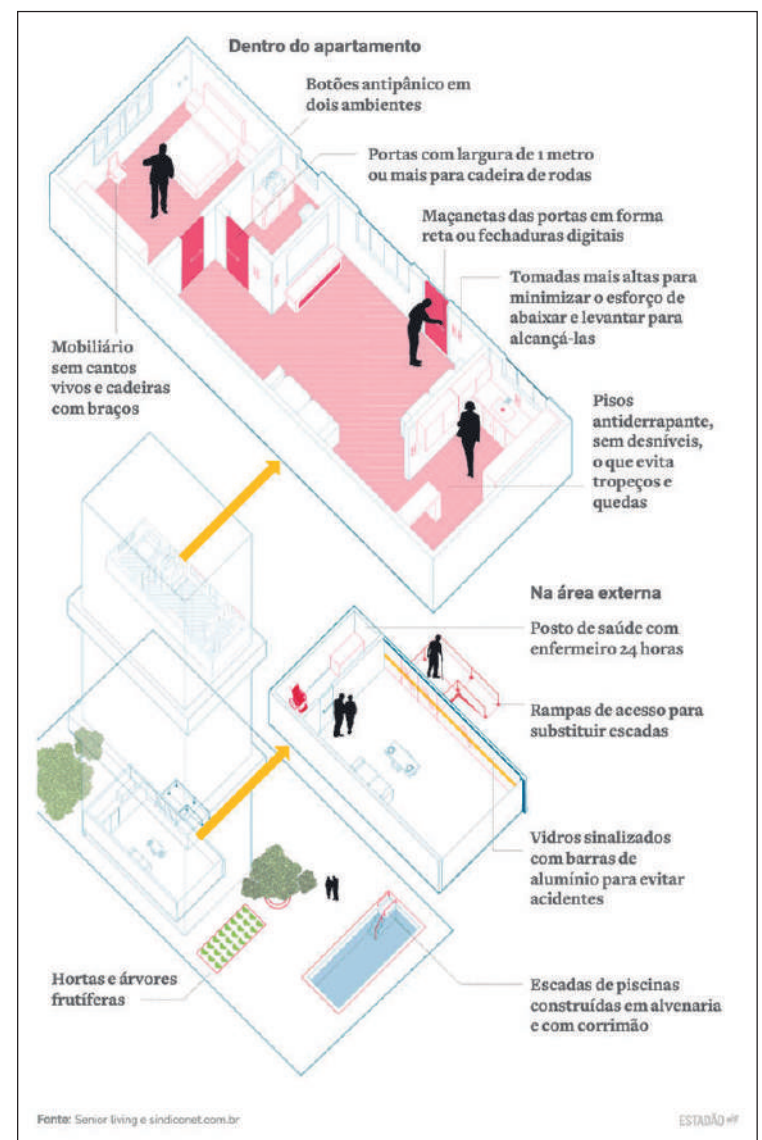 Dentro do apartamento
Botões antipânico em
dois ambientes
Portas com largura de 1 metro
ou mais para cadeira de rodas
Maçanetas das portas em forma
reta ou fechaduras digitais
Tomadas mais altas para
minimizar o esforço de
abaixar e levantar para
alcançá-las
Mobiliário
sem cantos
vivos e cadeiras
com braços
Pisos
antiderrapante,
sem desníveis,
o que evita
tropeços e
quedas
Na área externa
Posto de saúde com
enfermeiro 24 horas
Rampas de acesso para
substituir escadas
Vidros sinalizados
com barras de
alumínio para evitar
acidentes
Hortas e árvores
frutíferas
Escadas de piscinas
construídas em alvenaria
e com corrimão
Fonte: Senior living e sindiconet.com.br
ESTADÃO